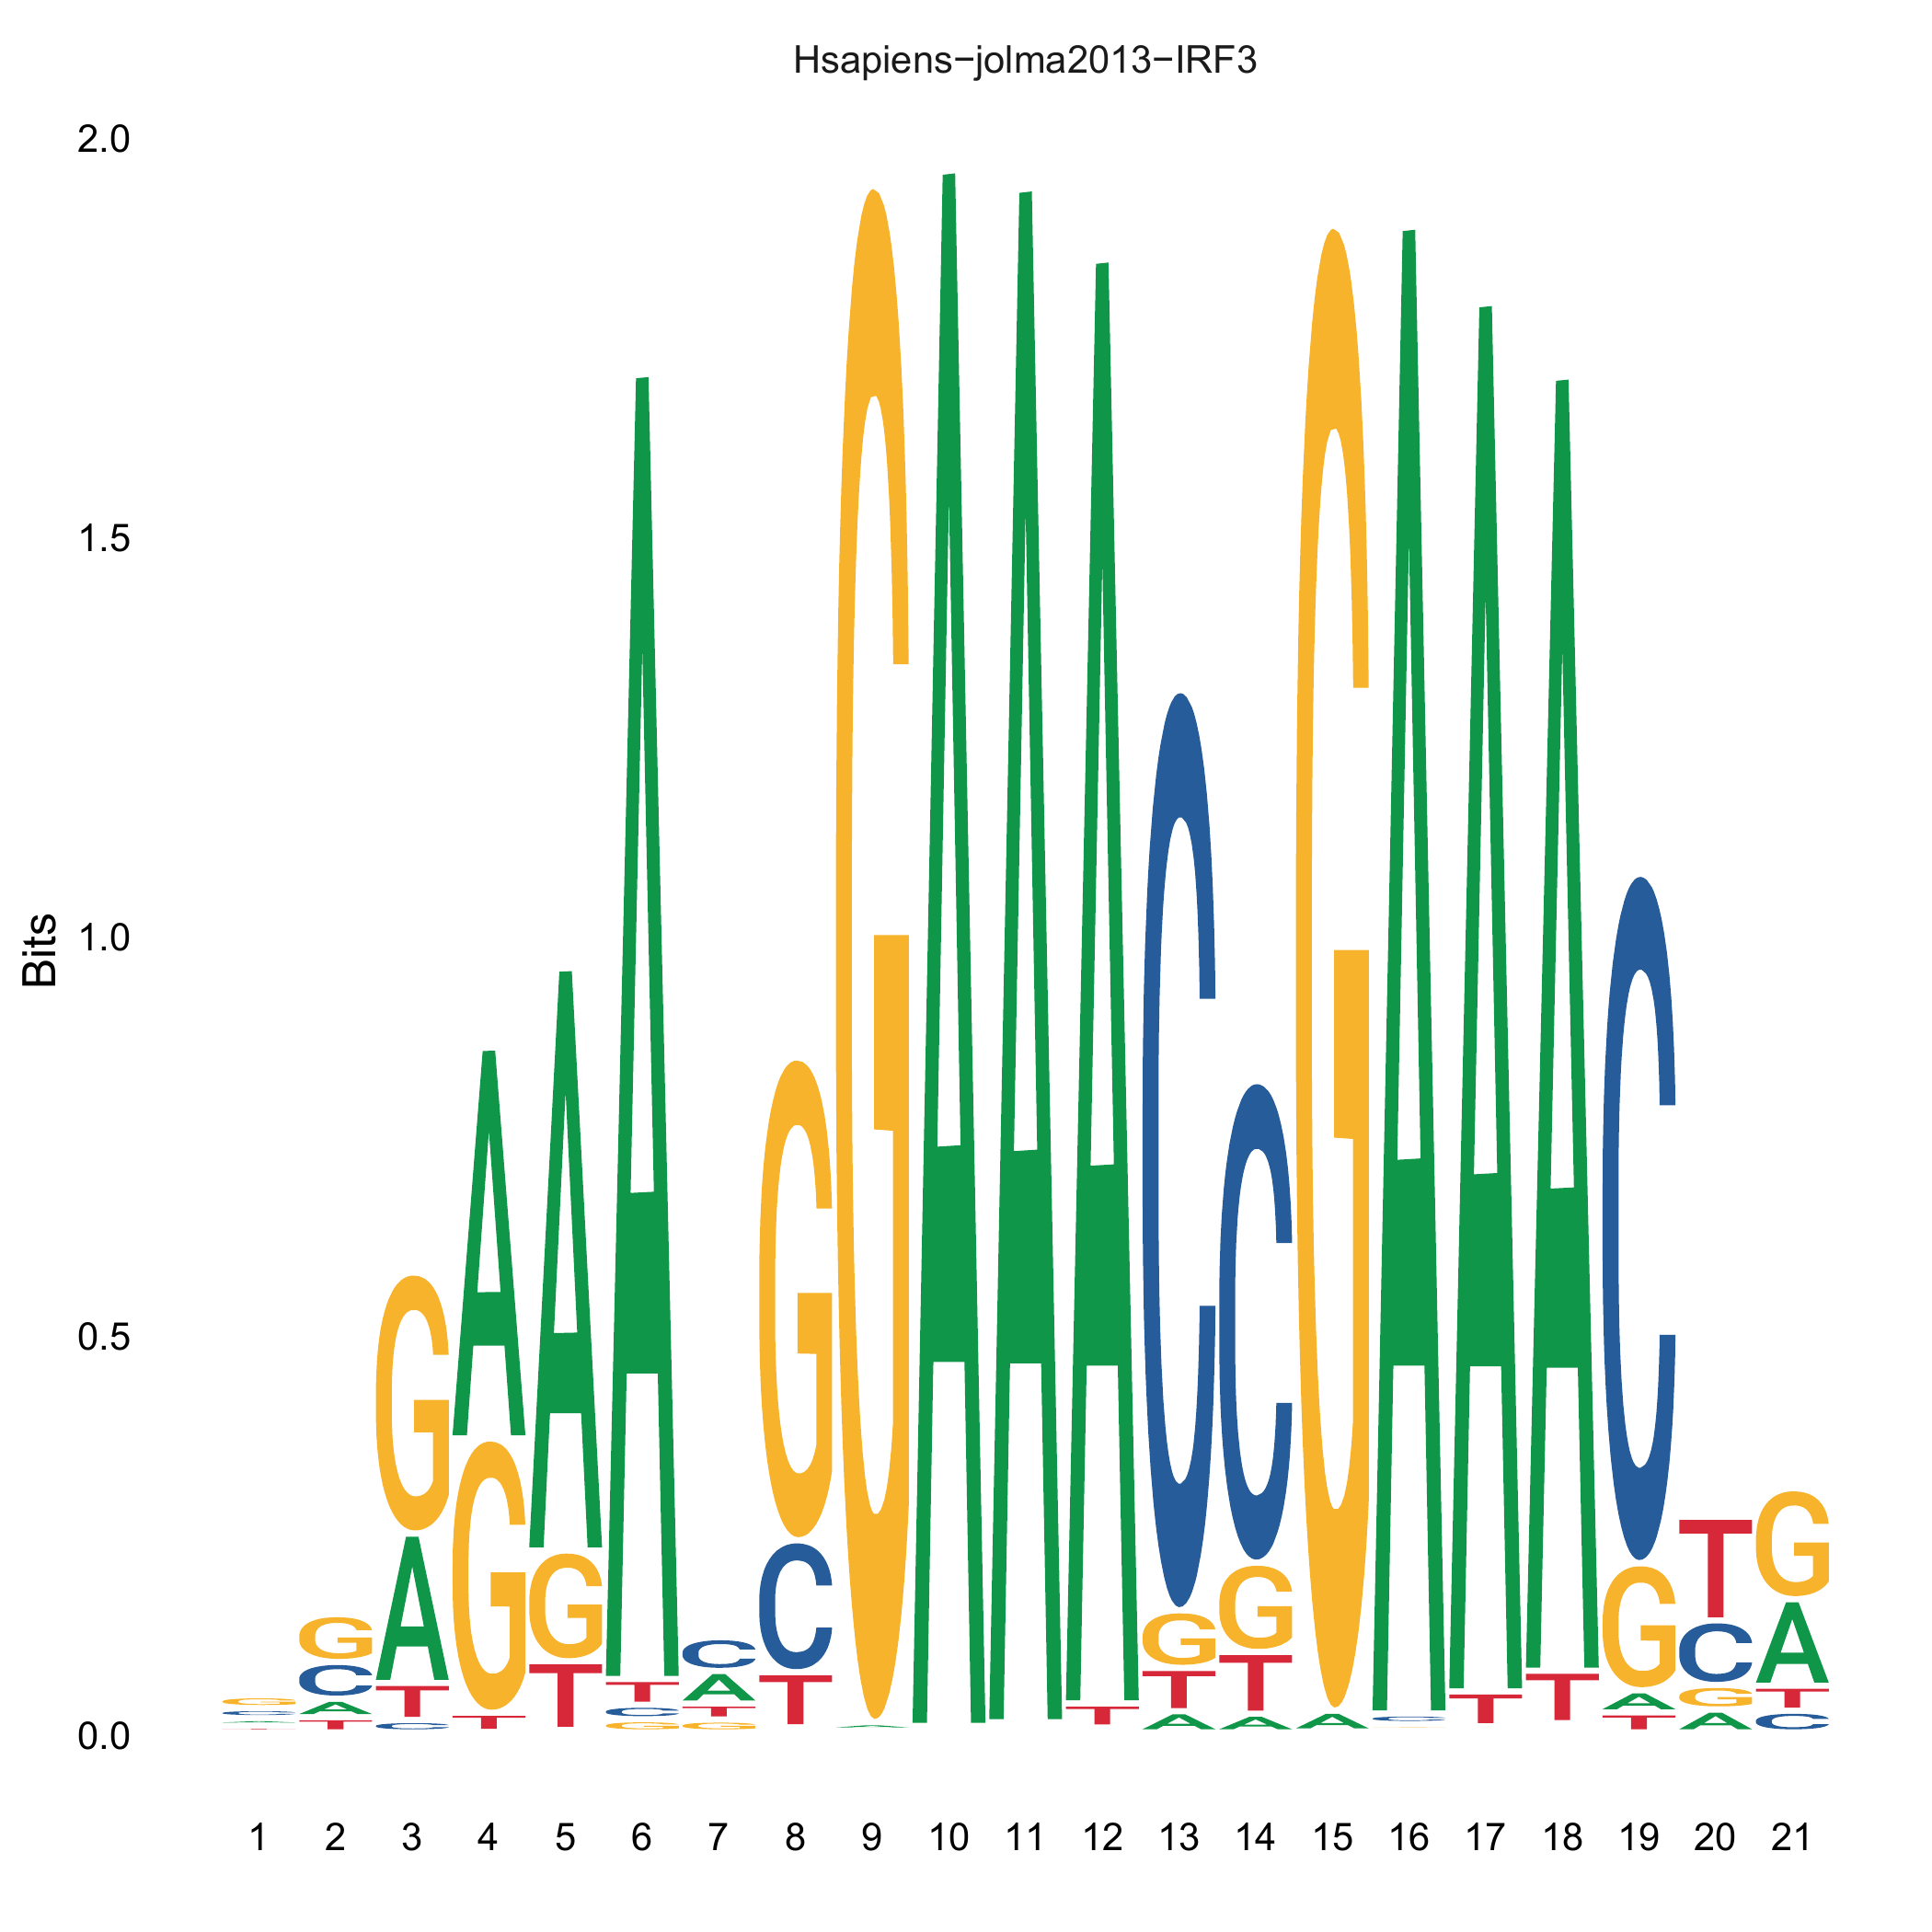 Hsapiens−jolma2013−IRF3
2.0
1.5
1.0
0.5
0.0
Bits
G A A A G G A A A C C G A A A C T G
G C A T C A G T G T T C G C A T G C T T G T A G T A A C T T G A T C G A A T C
1 2 3 4 5 6 7 8 9 10 11 12 13 14 15 16 17 18 19 20 21